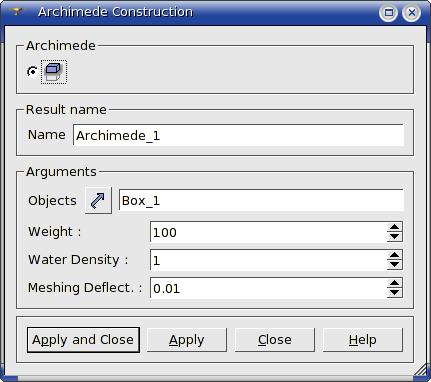 Archimede Construction
Archimede
Result name
Name Archimede_1
Arguments
Objects Box_1
Weight : 100
Water Density : 1
Meshing Deflect. : 0.01
Apply and Close Apply Close Help